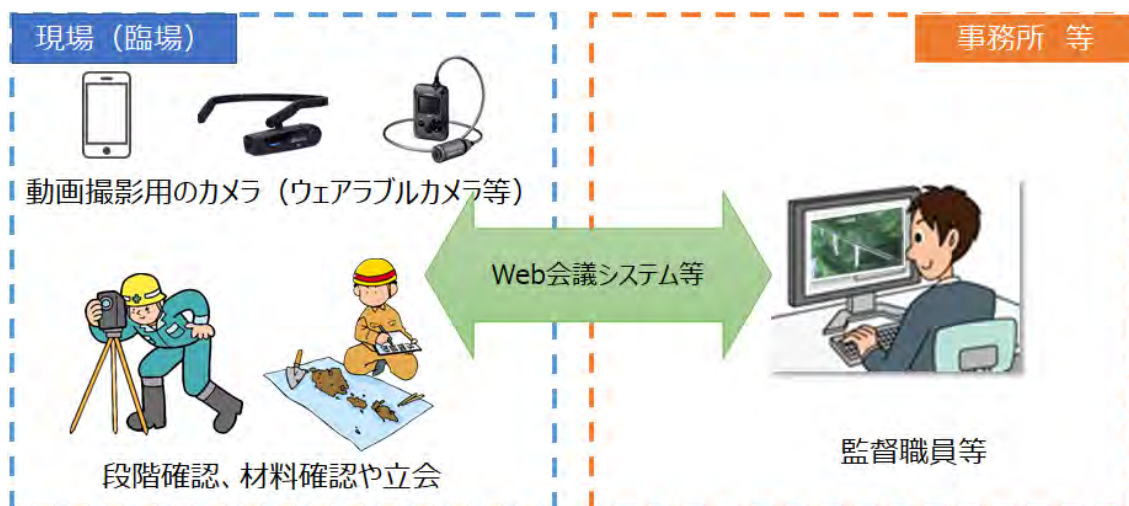 現場（臨場）
事務所 等
動画撮影用のカメラ（ウェアラブルカメラ等）
Web会議システム等
段階確認、材料確認や立会
監督職員等